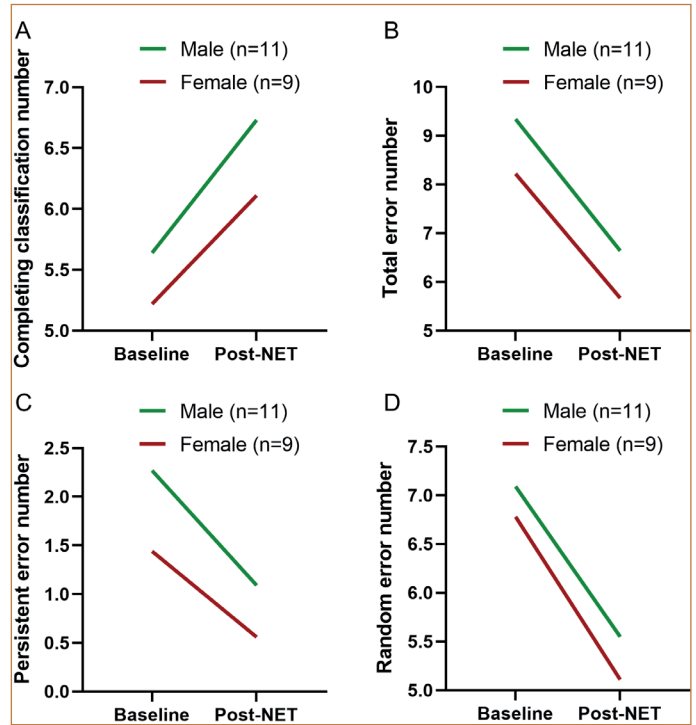 A
Male (n=11)
Female (n=9)
Completing classification number
7.0
6.5
6.0
5.5
5.0
Baseline Post-NET
B
Male (n=11)
Female (n=9)
Total error number
10
9
8
7
6
5
Baseline Post-NET
C
Male (n=11)
Female (n=9)
Persistent error number
2.5
2.0
1.5
1.0
0.5
0.0
Baseline Post-NET
D
Male (n=11)
Female (n=9)
Random error number
7.5
7.0
6.5
6.0
5.5
5.0
Baseline Post-NET